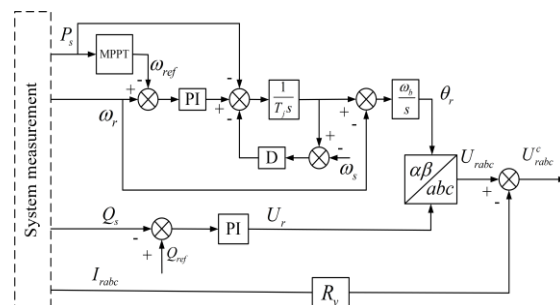 System measurement
P_s
MPPT
ω_ref
ω_r
+
-
PI
+
-
-
1/(T_j s)
D
+
-
ω_s
+
-
ω_b/s
θ_r
αβ/abc
U_rabc
+
-
U^c_rabc
Q_s
-
+
Q_ref
PI
U_r
I_rabc
R_v